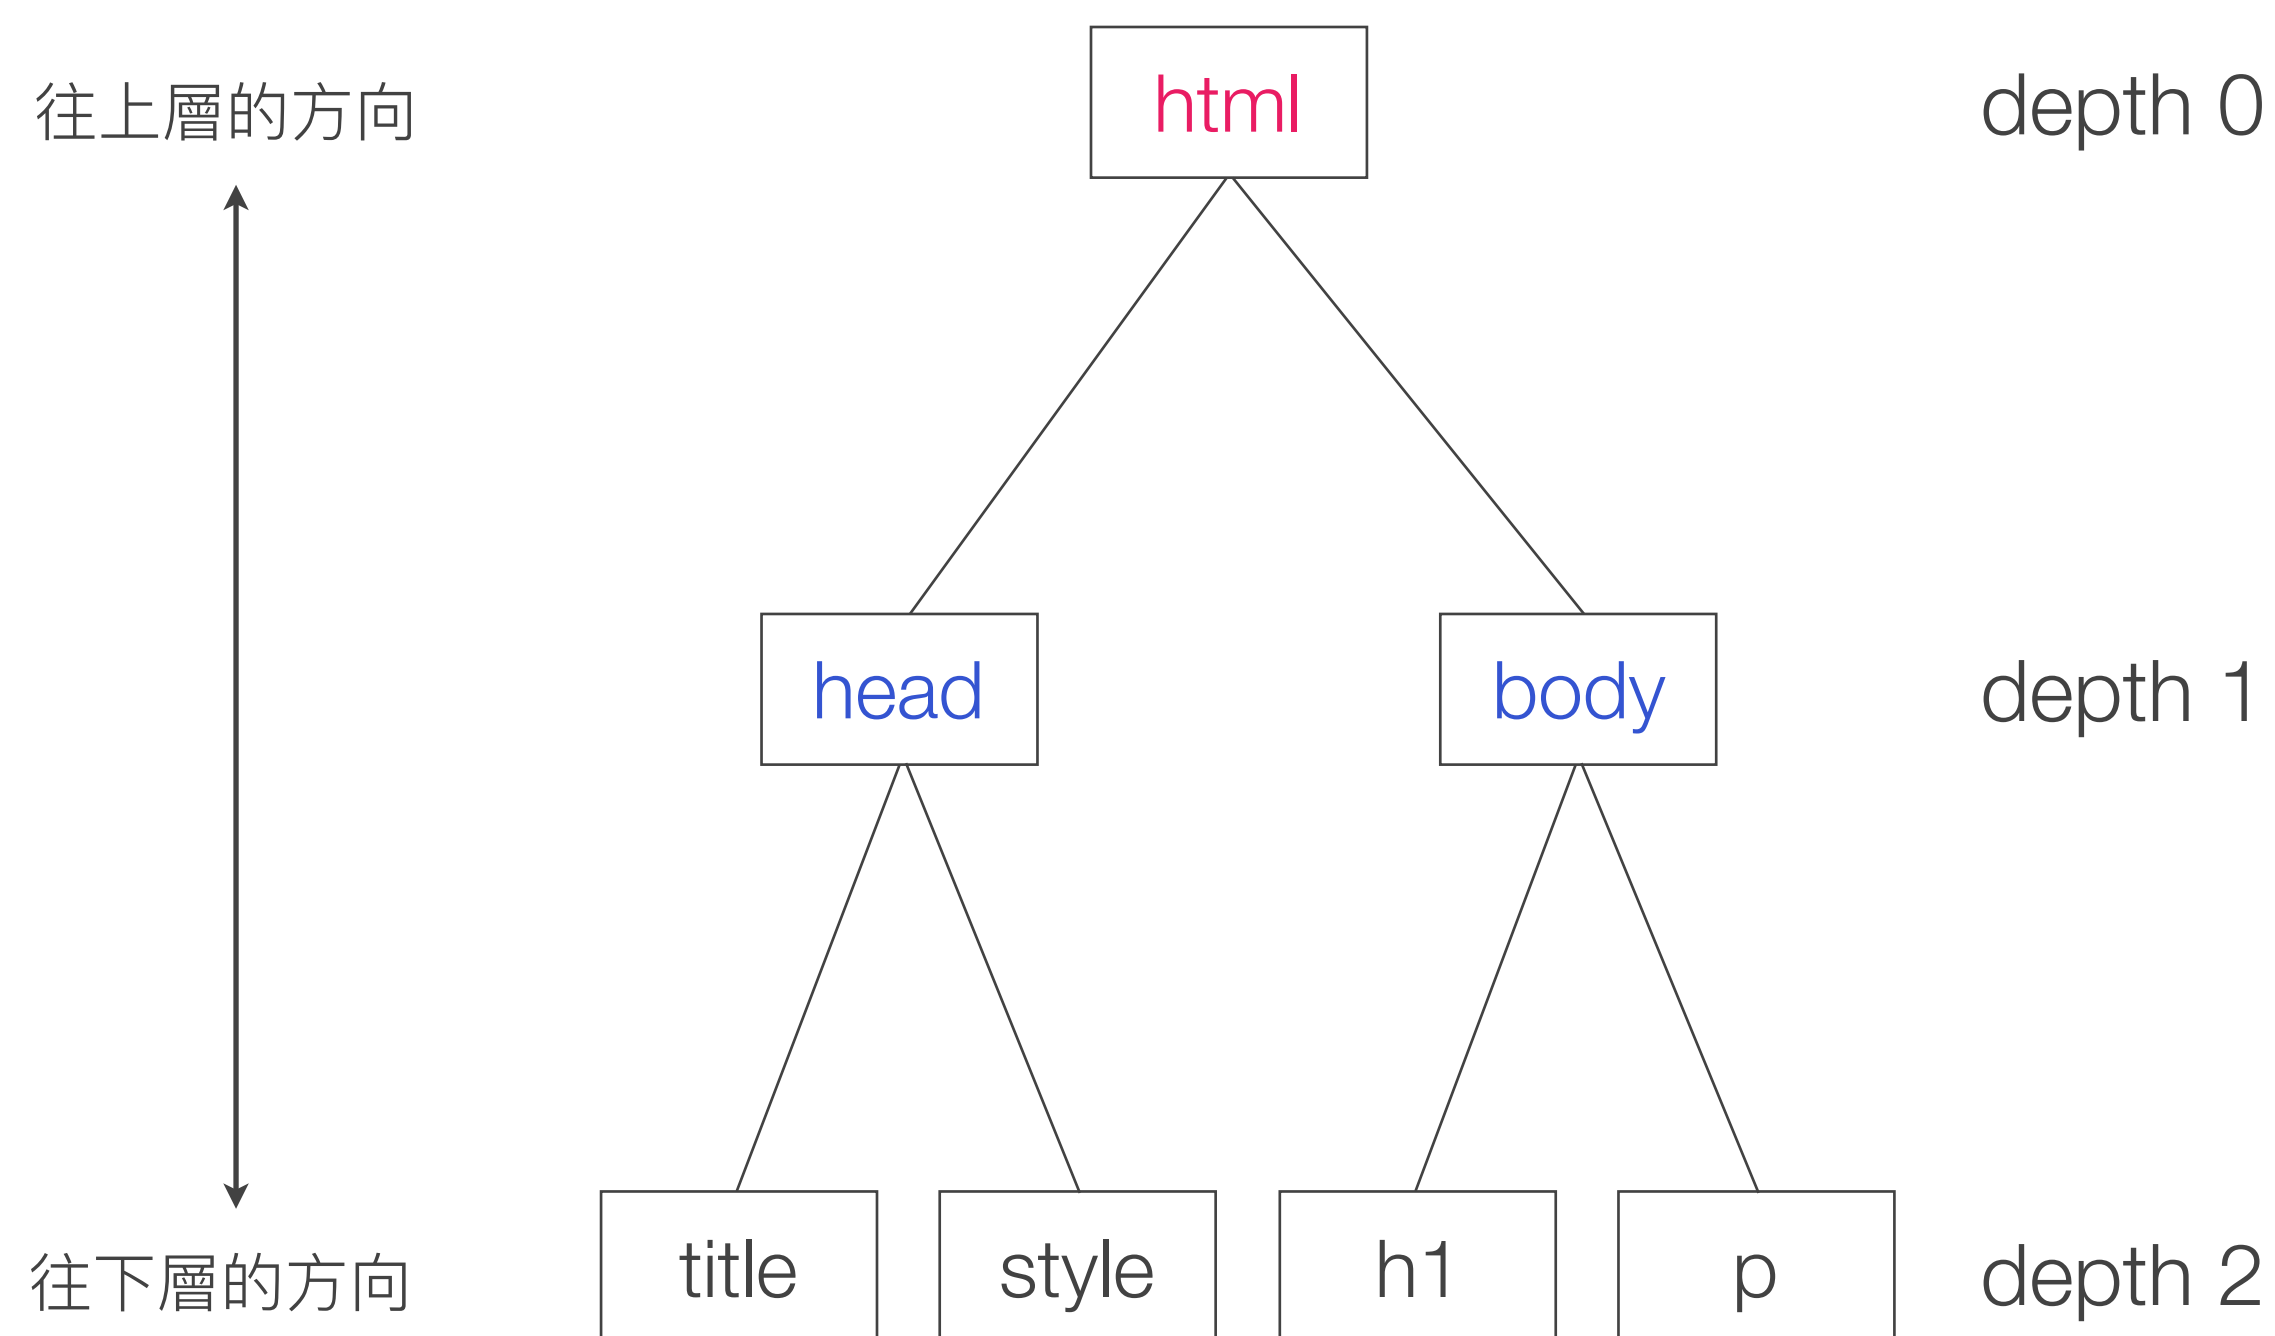 往上層的方向
html
depth 0
head
body
depth 1
往下層的方向
title
style
h1
p
depth 2